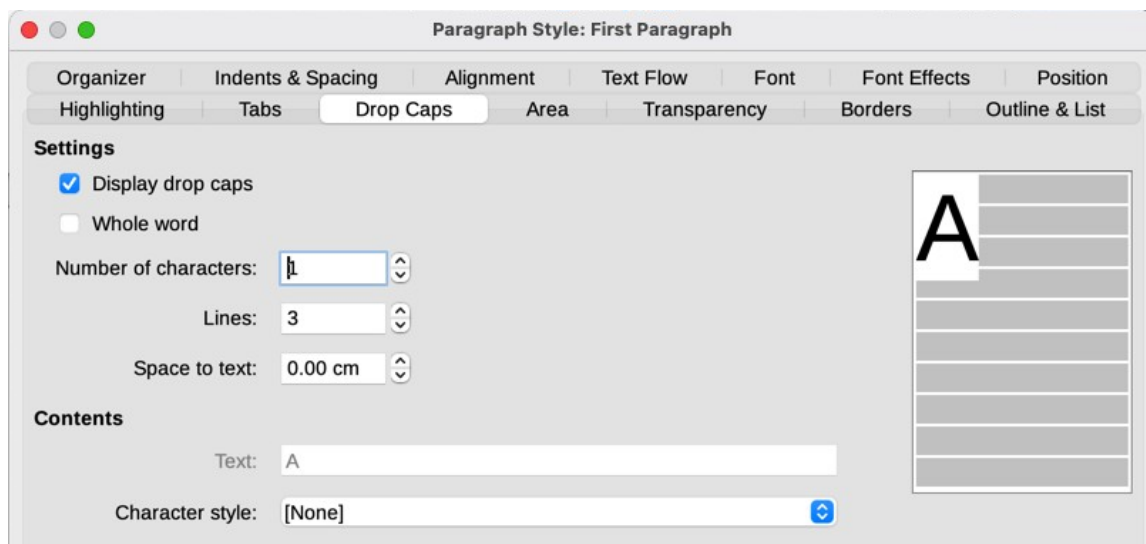 Paragraph Style: First Paragraph
Organizer Indents & Spacing Alignment Text Flow Font Font Effects Position
Highlighting Tabs Drop Caps Area Transparency Borders Outline & List
Settings
Display drop caps
Whole word
Number of characters: 1
Lines: 3
Space to text: 0.00 cm
Contents
Text: A
Character style: [None]
A